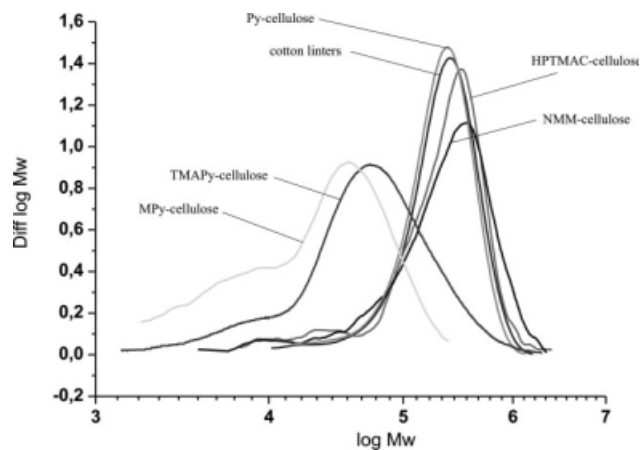 1,6
1,4
1,2
1,0
0,8
0,6
0,4
0,2
0,0
-0,2
Diff log Mw
Py-cellulose
cotton linters
HPTMAC-cellulose
NMM-cellulose
TMAPy-cellulose
MPy-cellulose
3 4 5 6 7
log Mw